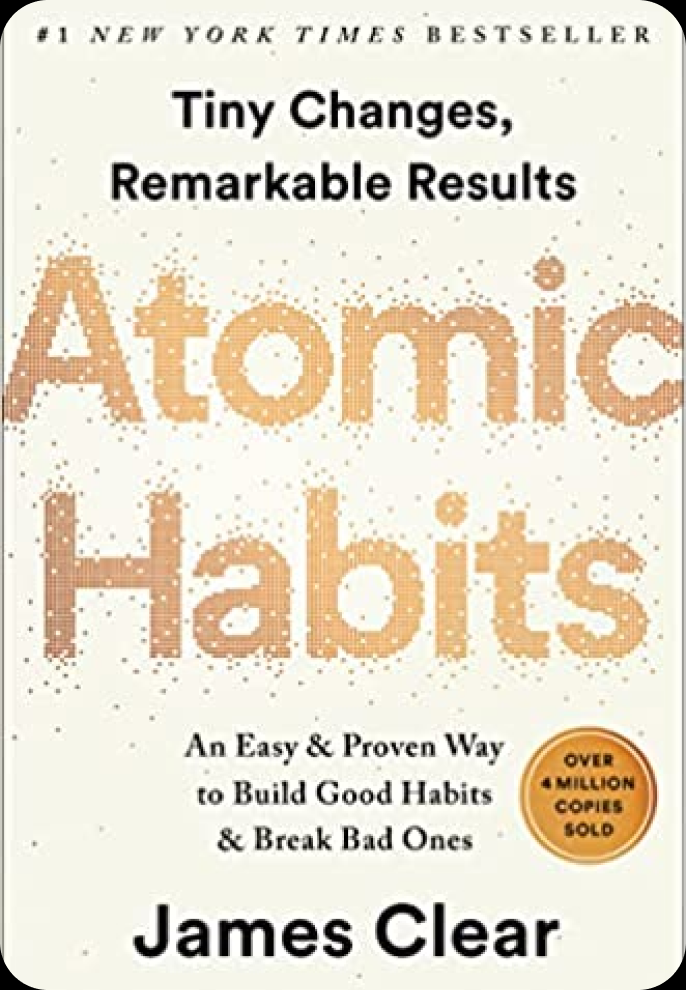 #1 NEW YORK TIMES BESTSELLER
Tiny Changes,
Remarkable Results
Atomic
Habits
An Easy & Proven Way
to Build Good Habits
& Break Bad Ones
OVER
4 MILLION
COPIES
SOLD
James Clear